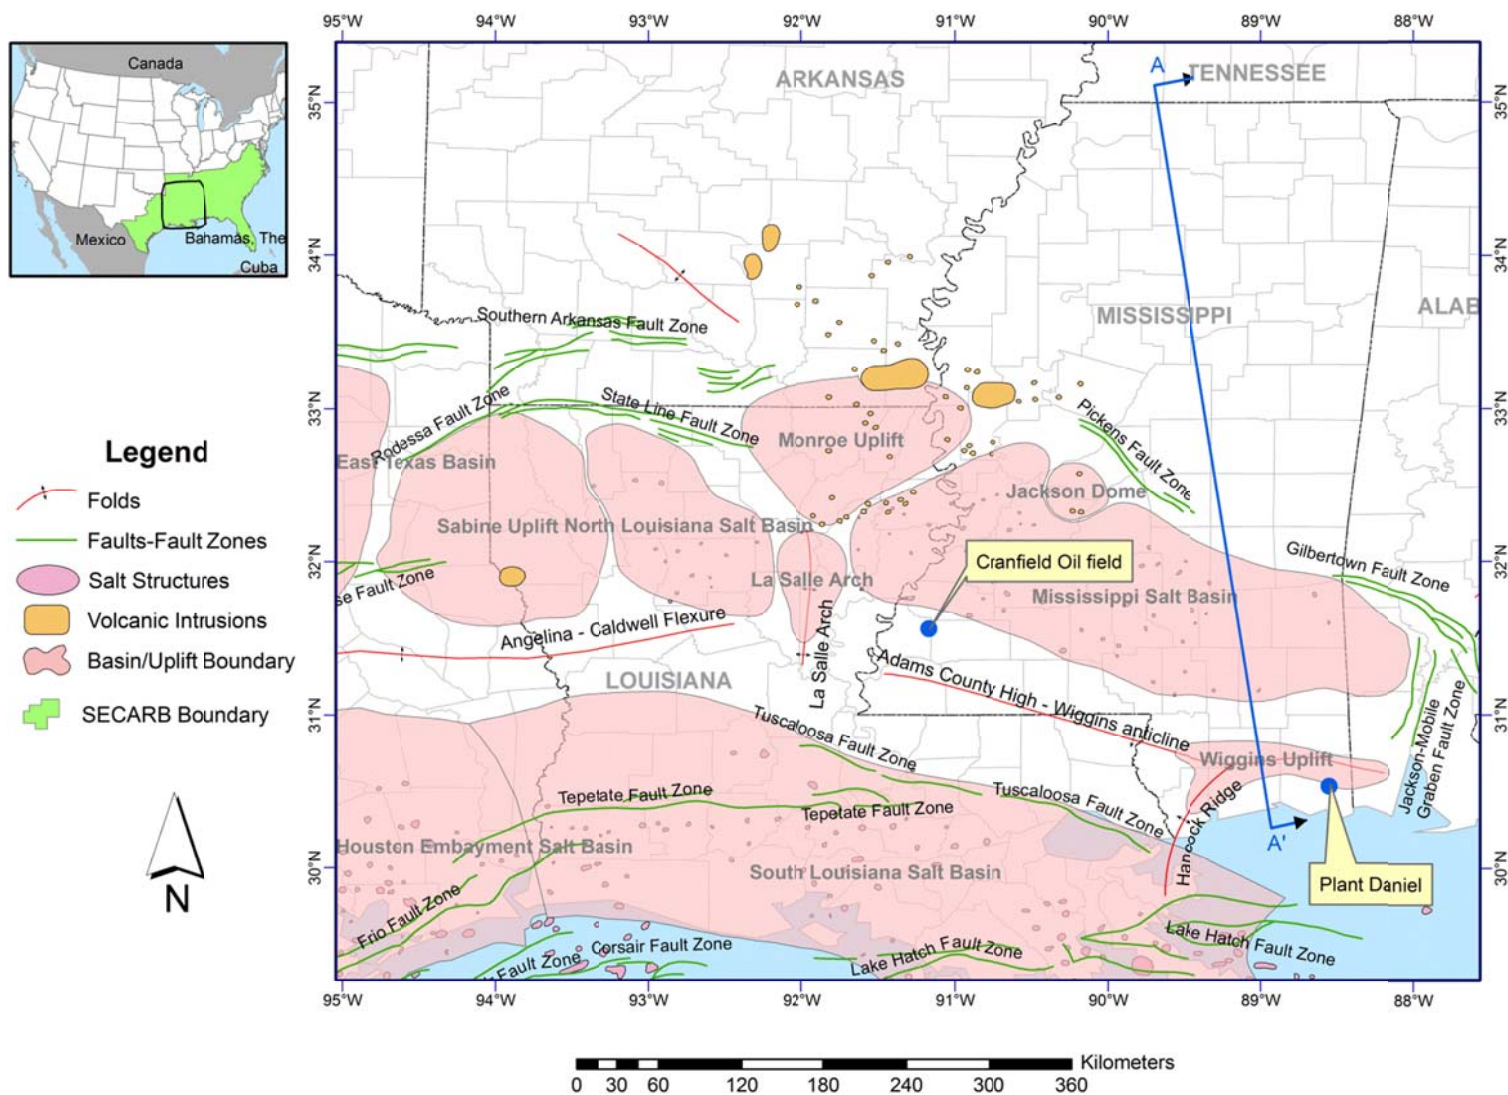 95°W 94°W 93°W 92°W 91°W 90°W 89°W 88°W
Canada
Mexico
Bahamas, The
Cuba
35°N
34°N
33°N
32°N
31°N
30°N
35°N
34°N
33°N
32°N
31°N
30°N
ARKANSAS
A
TENNESSEE
MISSISSIPPI
ALAB
Southern Arkansas Fault Zone
Rodessa Fault Zone
State Line Fault Zone
Pickens Fault Zone
Monroe Uplift
East Texas Basin
Jackson Dome
Sabine Uplift
North Louisiana Salt Basin
Cranfield Oil field
Gilbertown Fault Zone
se Fault Zone
La Salle Arch
Mississippi Salt Basin
Angelina - Caldwell Flexure
La Salle Arch
LOUISIANA
Adams County High - Wiggins anticline
Tuscaloosa Fault Zone
Wiggins Uplift
Jackson-Mobile
Graben Fault Zone
Tepetate Fault Zone
Tepetate Fault Zone
Tuscaloosa Fault Zone
Hancock Ridge
A'
Houston Embayment Salt Basin
South Louisiana Salt Basin
Plant Daniel
Frio Fault Zone
Corsair Fault Zone
r Fault Zone
Lake Hatch Fault Zone
Lake Hatch Fault Zone
95°W 94°W 93°W 92°W 91°W 90°W 89°W 88°W
Legend
Folds
Faults-Fault Zones
Salt Structures
Volcanic Intrusions
Basin/Uplift Boundary
SECARB Boundary
N
Kilometers
0 30 60 120 180 240 300 360